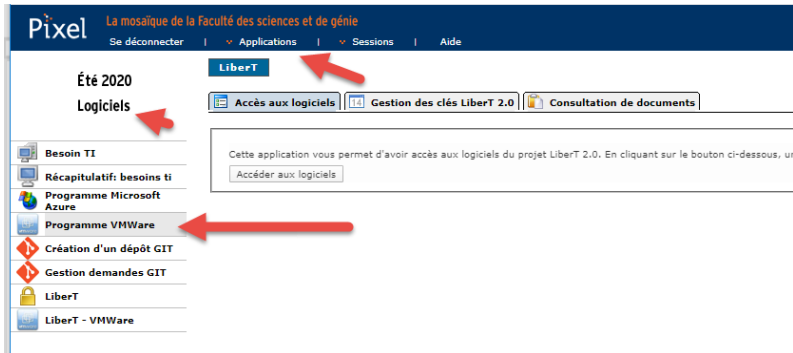 Pixel
La mosaïque de la Faculté des sciences et de génie
Se déconnecter | Applications | Sessions | Aide
Été 2020
Logiciels
LiberT
Accès aux logiciels
14 Gestion des clés LiberT 2.0
Consultation de documents
Besoin TI
Récapitulatif: besoins ti
Programme Microsoft
Azure
Programme VMWare
Création d'un dépôt GIT
Gestion demandes GIT
LiberT
LiberT - VMWare
Cette application vous permet d'avoir accès aux logiciels du projet LiberT 2.0. En cliquant sur le bouton ci-dessous,
Accéder aux logiciels